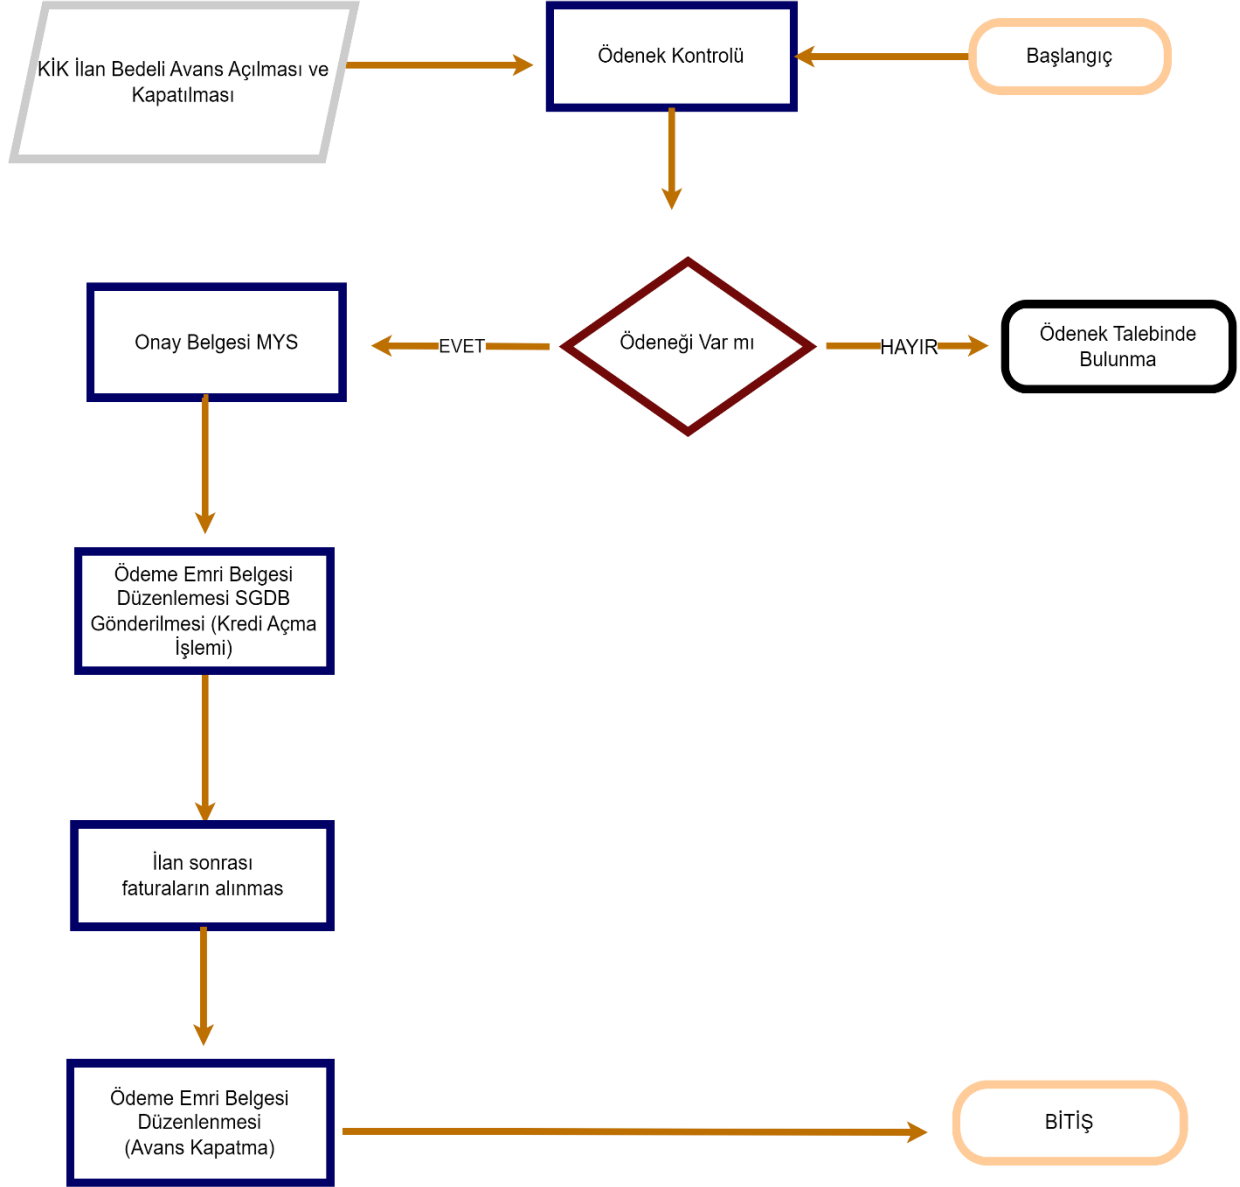 KİK İlan Bedeli Avans Açılması ve
Kapatılması
Ödenek Kontrolü
Başlangıç
Onay Belgesi MYS
EVET
Ödeneği Var mı
HAYIR
Ödenek Talebinde
Bulunma
Ödeme Emri Belgesi
Düzenlemesi SGDB
Gönderilmesi (Kredi Açma
İşlemi)
İlan sonrası
faturaların alınmas
Ödeme Emri Belgesi
Düzenlenmesi
(Avans Kapatma)
BİTİŞ